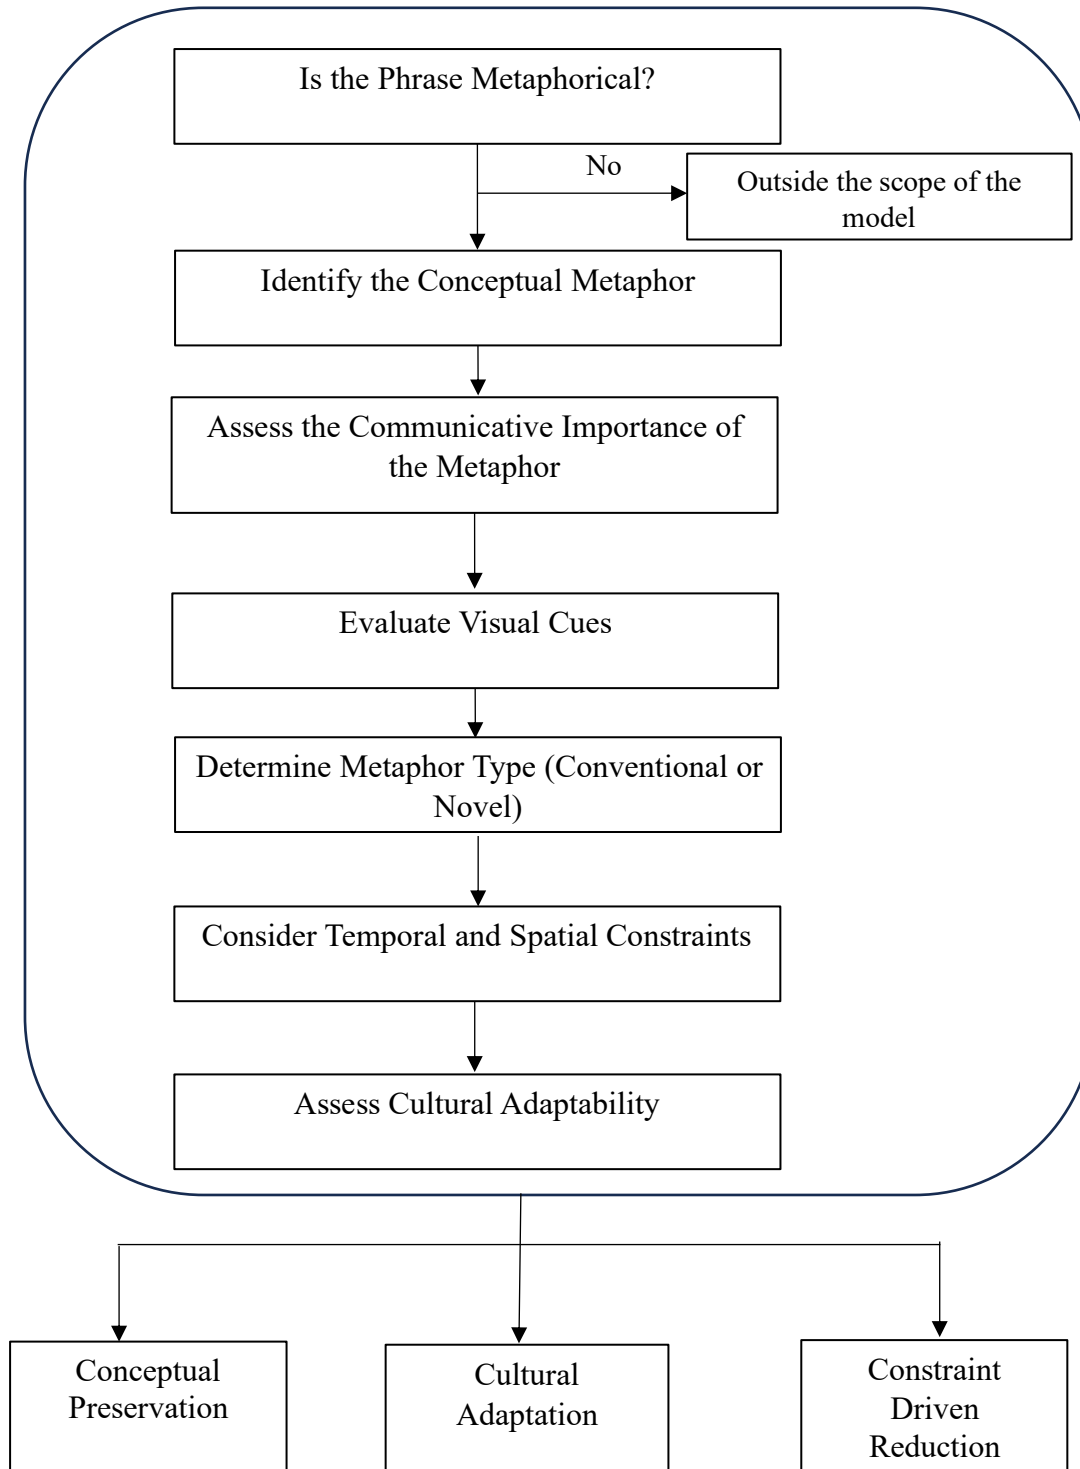 Is the Phrase Metaphorical?
No
Outside the scope of the
model
Identify the Conceptual Metaphor
Assess the Communicative Importance of
the Metaphor
Evaluate Visual Cues
Determine Metaphor Type (Conventional or
Novel)
Consider Temporal and Spatial Constraints
Assess Cultural Adaptability
Conceptual
Preservation
Cultural
Adaptation
Constraint
Driven
Reduction